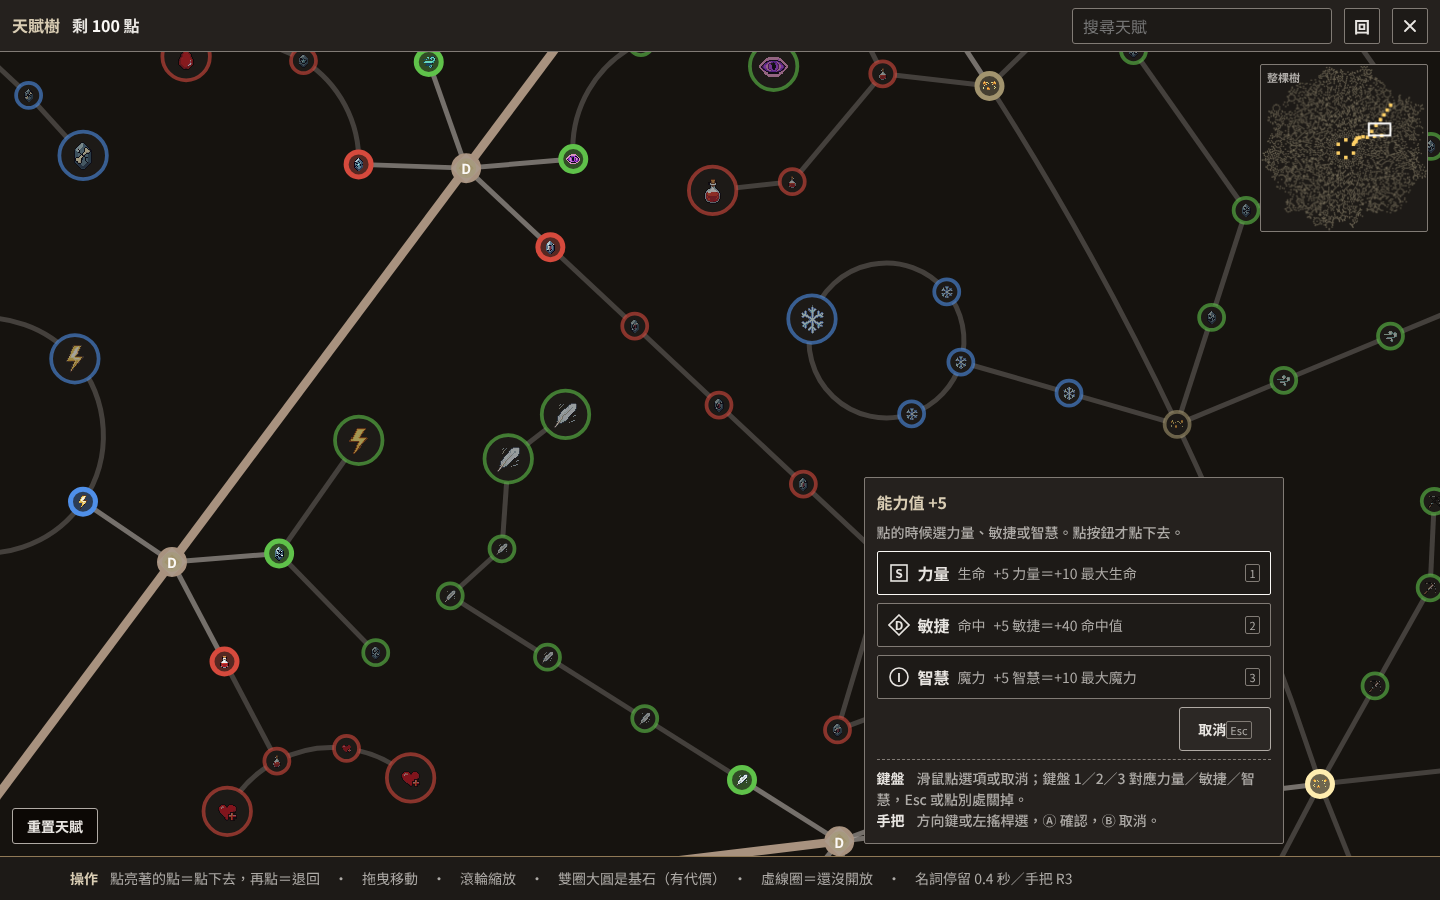 天賦樹 剩 100 點
搜尋天賦
回
✕
整棵樹
D
D
D
能力值 +5
點的時候選力量、敏捷或智慧。點按鈕才點下去。
S 力量 生命 +5 力量＝+10 最大生命 1
D 敏捷 命中 +5 敏捷＝+40 命中值 2
I 智慧 魔力 +5 智慧＝+10 最大魔力 3
取消 Esc
鍵盤 滑鼠點選項或取消；鍵盤 1／2／3 對應力量／敏捷／智
慧，Esc 或點別處關掉。
手把 方向鍵或左搖桿選，Ⓐ 確認，Ⓑ 取消。
重置天賦
操作 點亮著的點＝點下去，再點＝退回 • 拖曳移動 • 滾輪縮放 • 雙圈大圓是基石（有代價） • 虛線圈＝還沒開放 • 名詞停留 0.4 秒／手把 R3